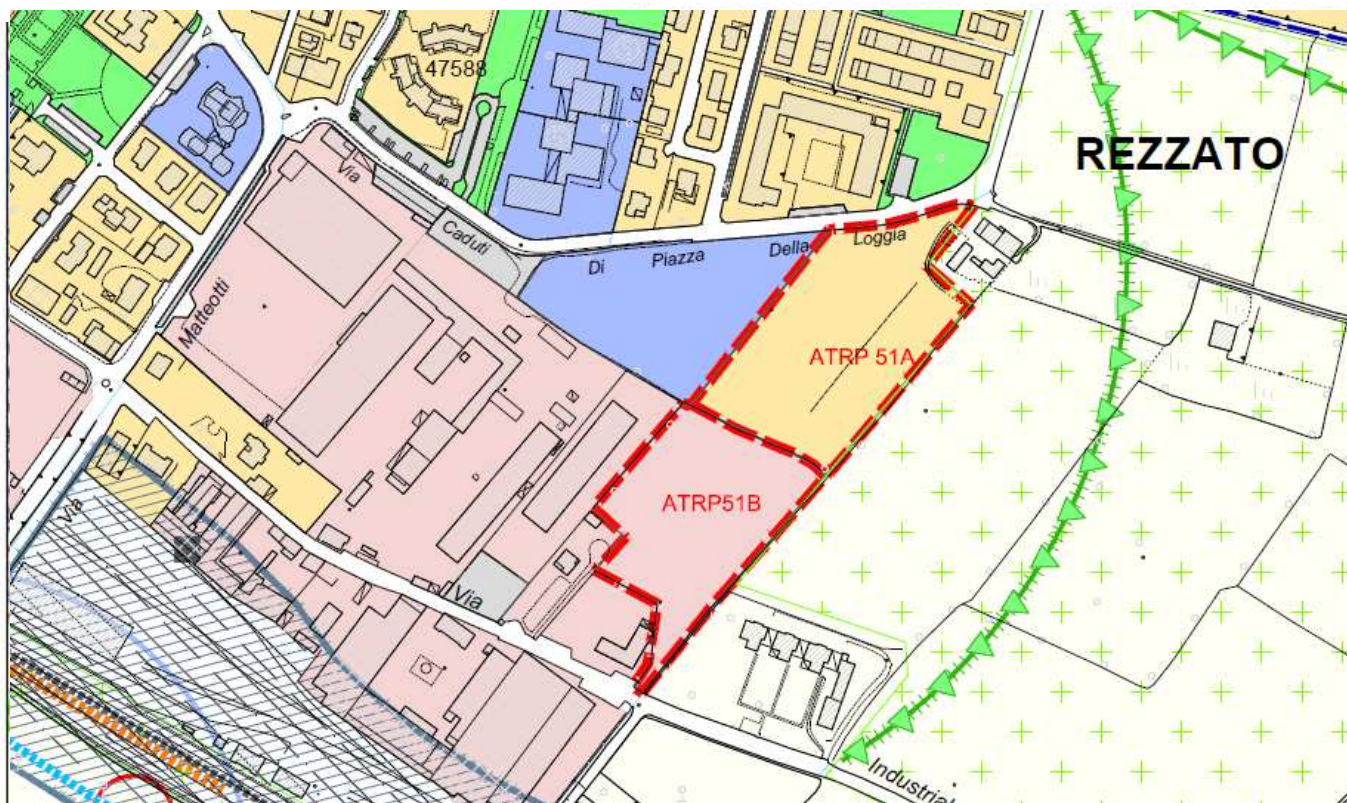 47588
REZZATO
Via
Caduti
Di
Piazza
Della
Loggia
Matteotti
ATRP 51A
ATRP51B
Via
Via
Industrial